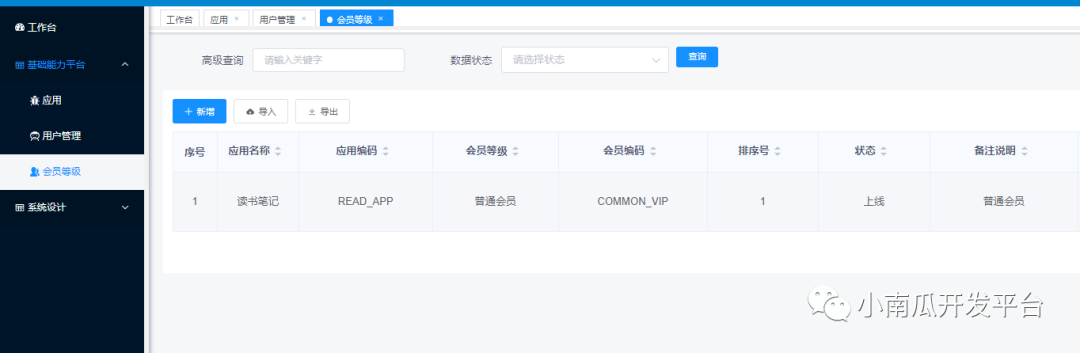 工作台
基础能力平台
应用
用户管理
会员等级
系统设计
工作台 应用 × 用户管理 × 会员等级 ×
高级查询 请输入关键字 数据状态 请选择状态 查询
+ 新增 导入 导出
序号 应用名称 应用编码 会员等级 会员编码 排序号 状态 备注说明
1 读书笔记 READ_APP 普通会员 COMMON_VIP 1 上线 普通会员
小南瓜开发平台